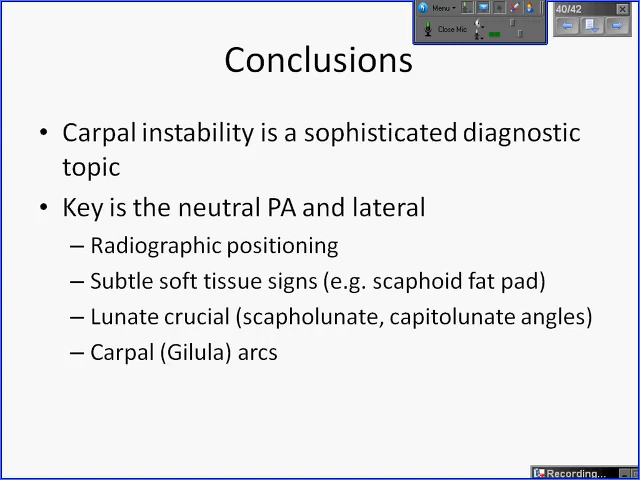 Menu
40/42
Close Mic
Conclusions
• Carpal instability is a sophisticated diagnostic
topic
• Key is the neutral PA and lateral
– Radiographic positioning
– Subtle soft tissue signs (e.g. scaphoid fat pad)
– Lunate crucial (scapholunate, capitolunate angles)
– Carpal (Gilula) arcs
Recording...